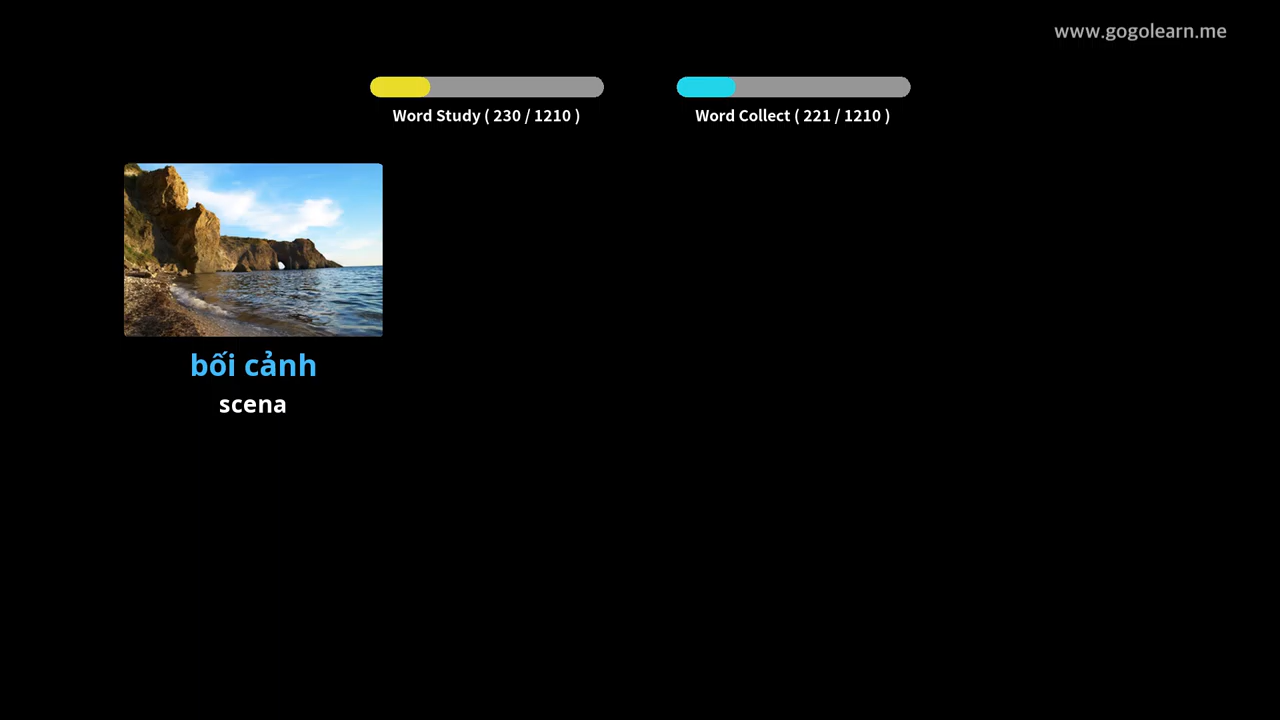 www.gogolearn.me
Word Study ( 230 / 1210 )
Word Collect ( 221 / 1210 )
bối cảnh
scena